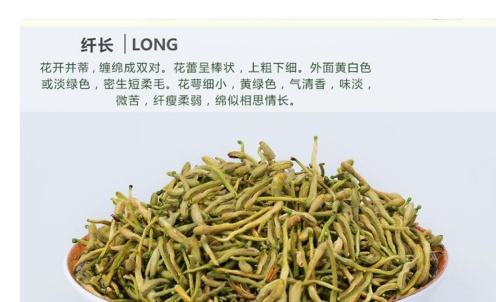 纤长 | LONG
花开并蒂，缠绵成双对。花蕾呈棒状，上粗下细。外面黄白色
或淡绿色，密生短柔毛。花萼细小，黄绿色，气清香，味淡，
微苦，纤瘦柔弱，绵似相思情长。